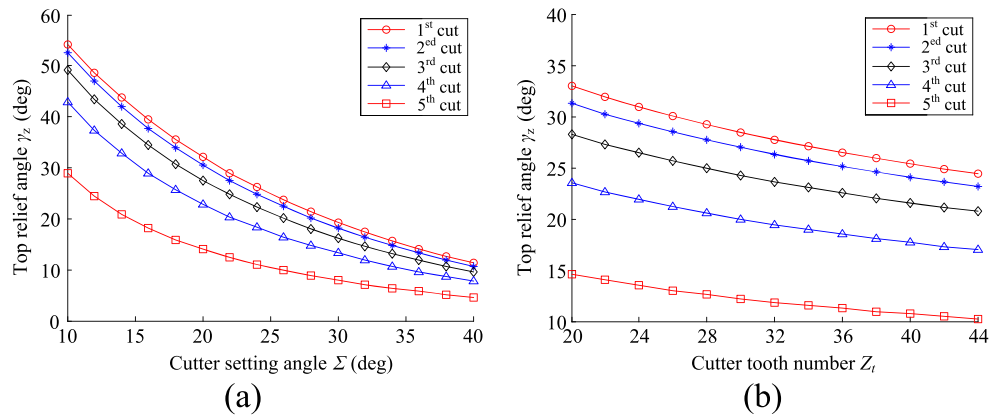 60
50
40
30
20
10
0
Top relief angle γz (deg)
1st cut
2ed cut
3rd cut
4th cut
5th cut
10 15 20 25 30 35 40
Cutter setting angle Σ (deg)
(a)
40
35
30
25
20
15
10
Top relief angle γz (deg)
1st cut
2ed cut
3rd cut
4th cut
5th cut
20 24 28 32 36 40 44
Cutter tooth number Zt
(b)